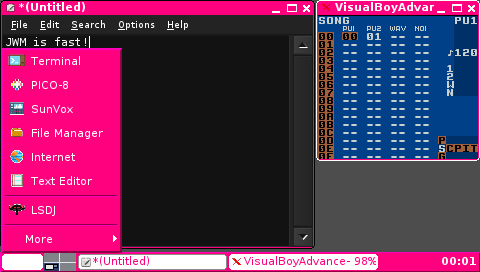 *(Untitled)
File Edit Search Options Help
JWM is fast!
Terminal
PICO-8
SunVox
File Manager
Internet
Text Editor
LSDJ
More
VisualBoyAdvar
SONG PU1
PU1 PU2 WAV NOI
00 00 01 -- --
01 -- -- -- --
02 -- -- -- -- ♪120
03 -- -- -- --
04 -- -- -- -- 1
05 -- -- -- -- 2
06 -- -- -- -- W
07 -- -- -- -- N
08 -- -- -- --
09 -- -- -- --
0A -- -- -- --
0B -- -- -- --
0C -- -- -- --
0D -- -- -- -- P
0E -- -- -- -- SCPIT
0F -- -- -- -- G
*(Untitled)
VisualBoyAdvance- 98%
00:01